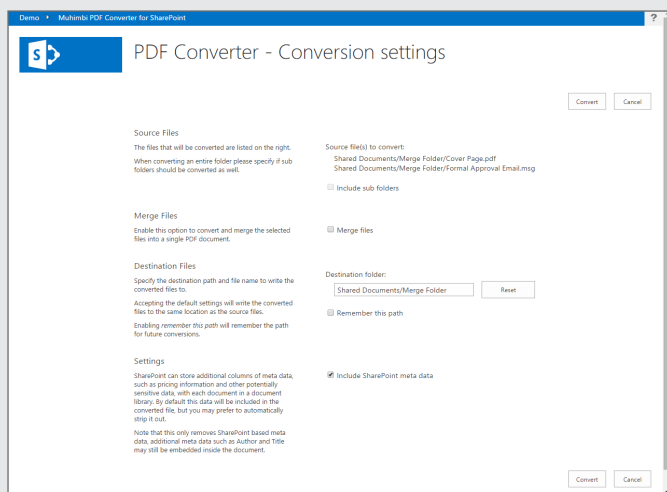 Demo Muhimbi PDF Converter for SharePoint ?
S
PDF Converter - Conversion settings
Convert Cancel
Source Files
The files that will be converted are listed on the right.
When converting an entire folder please specify if sub
folders should be converted as well.
Source file(s) to convert:
Shared Documents/Merge Folder/Cover Page.pdf
Shared Documents/Merge Folder/Formal Approval Email.msg
Include sub folders
Merge Files
Enable this option to convert and merge the selected
files into a single PDF document.
Merge files
Destination Files
Specify the destination path and file name to write the
converted files to.
Accepting the default settings will write the converted
files to the same location as the source files.
Enabling remember this path will remember the path
for future conversions.
Destination folder:
Shared Documents/Merge Folder Reset
Remember this path
Settings
SharePoint can store additional columns of meta data,
such as pricing information and other potentially
sensitive data, with each document in a document
library. By default this data will be included in the
converted file, but you may prefer to automatically
strip it out.
Note that this only removes SharePoint based meta
data, additional meta data such as Author and Title
may still be embedded inside the document.
Include SharePoint meta data
Convert Cancel